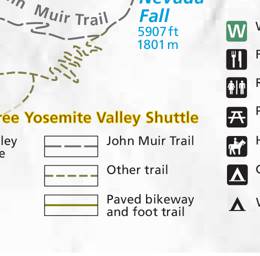 Muir Trail
Nevada
Fall
5907 ft
1801 m
ree Yosemite Valley Shuttle
ley
e
John Muir Trail
Other trail
Paved bikeway
and foot trail
W
P